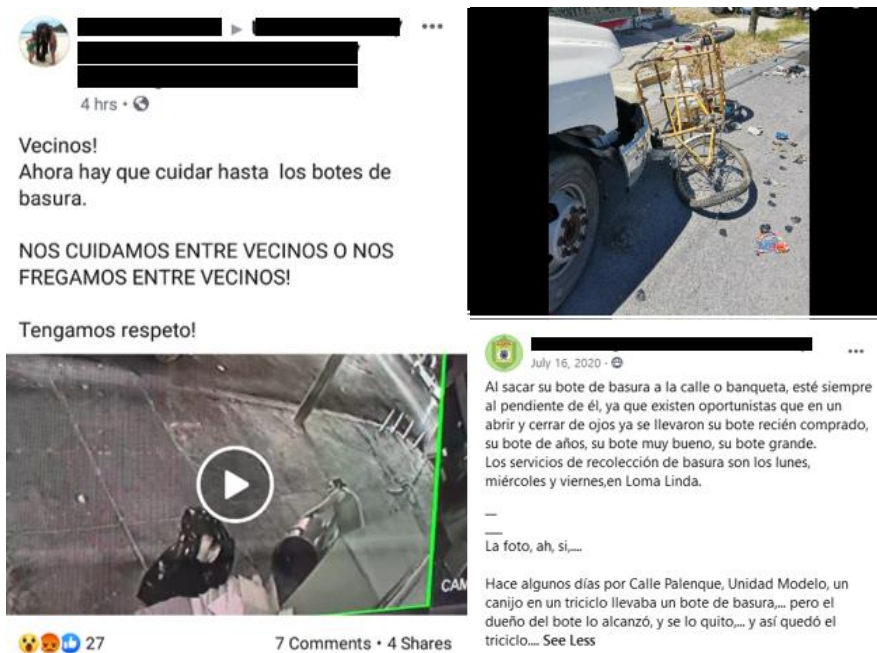 4 hrs •
Vecinos!
Ahora hay que cuidar hasta los botes de
basura.
NOS CUIDAMOS ENTRE VECINOS O NOS
FREGAMOS ENTRE VECINOS!
Tengamos respeto!
CAM
27
7 Comments • 4 Shares
July 16, 2020 •
Al sacar su bote de basura a la calle o banqueta, esté siempre
al pendiente de él, ya que existen oportunistas que en un
abrir y cerrar de ojos ya se llevaron su bote recién comprado,
su bote de años, su bote muy bueno, su bote grande.
Los servicios de recolección de basura son los lunes,
miércoles y viernes,en Loma Linda.
__
___
La foto, ah, si,....
Hace algunos días por Calle Palenque, Unidad Modelo, un
canijo en un triciclo llevaba un bote de basura,... pero el
dueño del bote lo alcanzó, y se lo quito,... y así quedó el
triciclo.... See Less